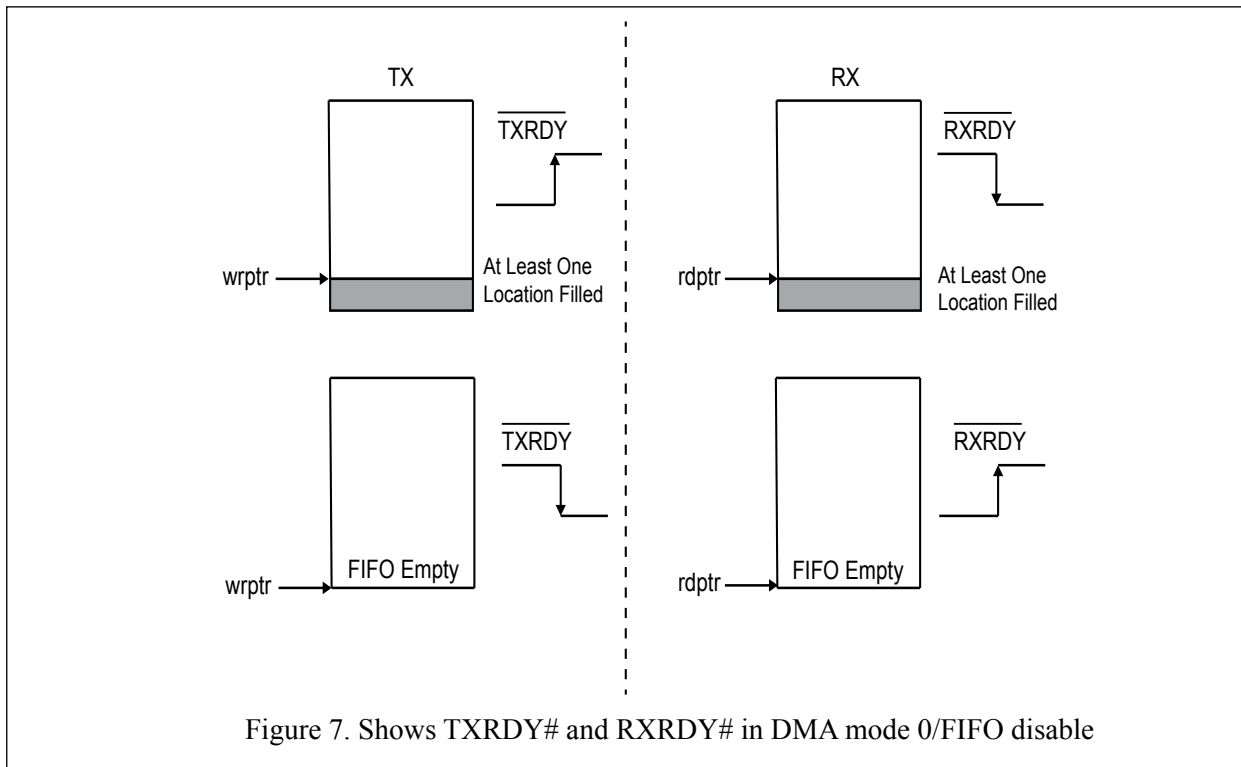 TX
TXRDY
wrptr
At Least One
Location Filled
RX
RXRDY
rdptr
At Least One
Location Filled
TXRDY
wrptr
FIFO Empty
RXRDY
rdptr
FIFO Empty
Figure 7. Shows TXRDY# and RXRDY# in DMA mode 0/FIFO disable